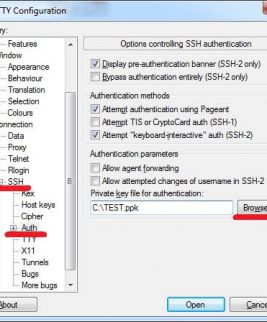 TTY Configuration
ry:
Features
Window
Appearance
Behaviour
Translation
Selection
Colours
onnection
Data
Proxy
Telnet
Rlogin
SSH
Kex
Host keys
Cipher
Auth
TTY
X11
Tunnels
Bugs
More bugs
Options controlling SSH authentication
Display pre-authentication banner (SSH-2 only)
Bypass authentication entirely (SSH-2 only)
Authentication methods
Attempt authentication using Pageant
Attempt TIS or CryptoCard auth (SSH-1)
Attempt "keyboard-interactive" auth (SSH-2)
Authentication parameters
Allow agent forwarding
Allow attempted changes of username in SSH-2
Private key file for authentication:
C:\TEST.ppk
Browse
About
Open
Cance